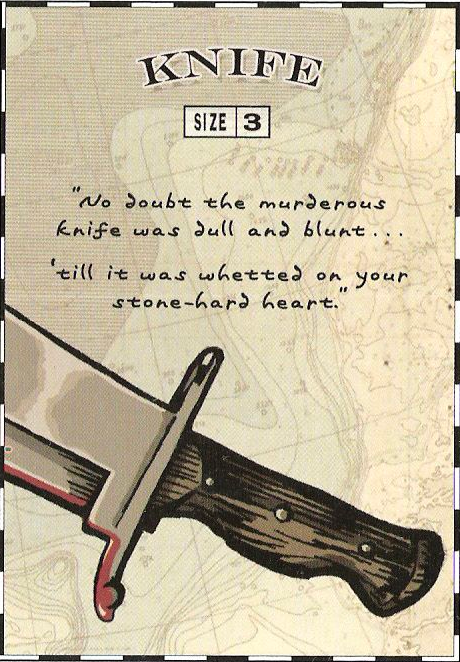 KNIFE
SIZE 3
"No doubt the murderous
knife was dull and blunt...
'till it was whetted on your
stone-hard heart."